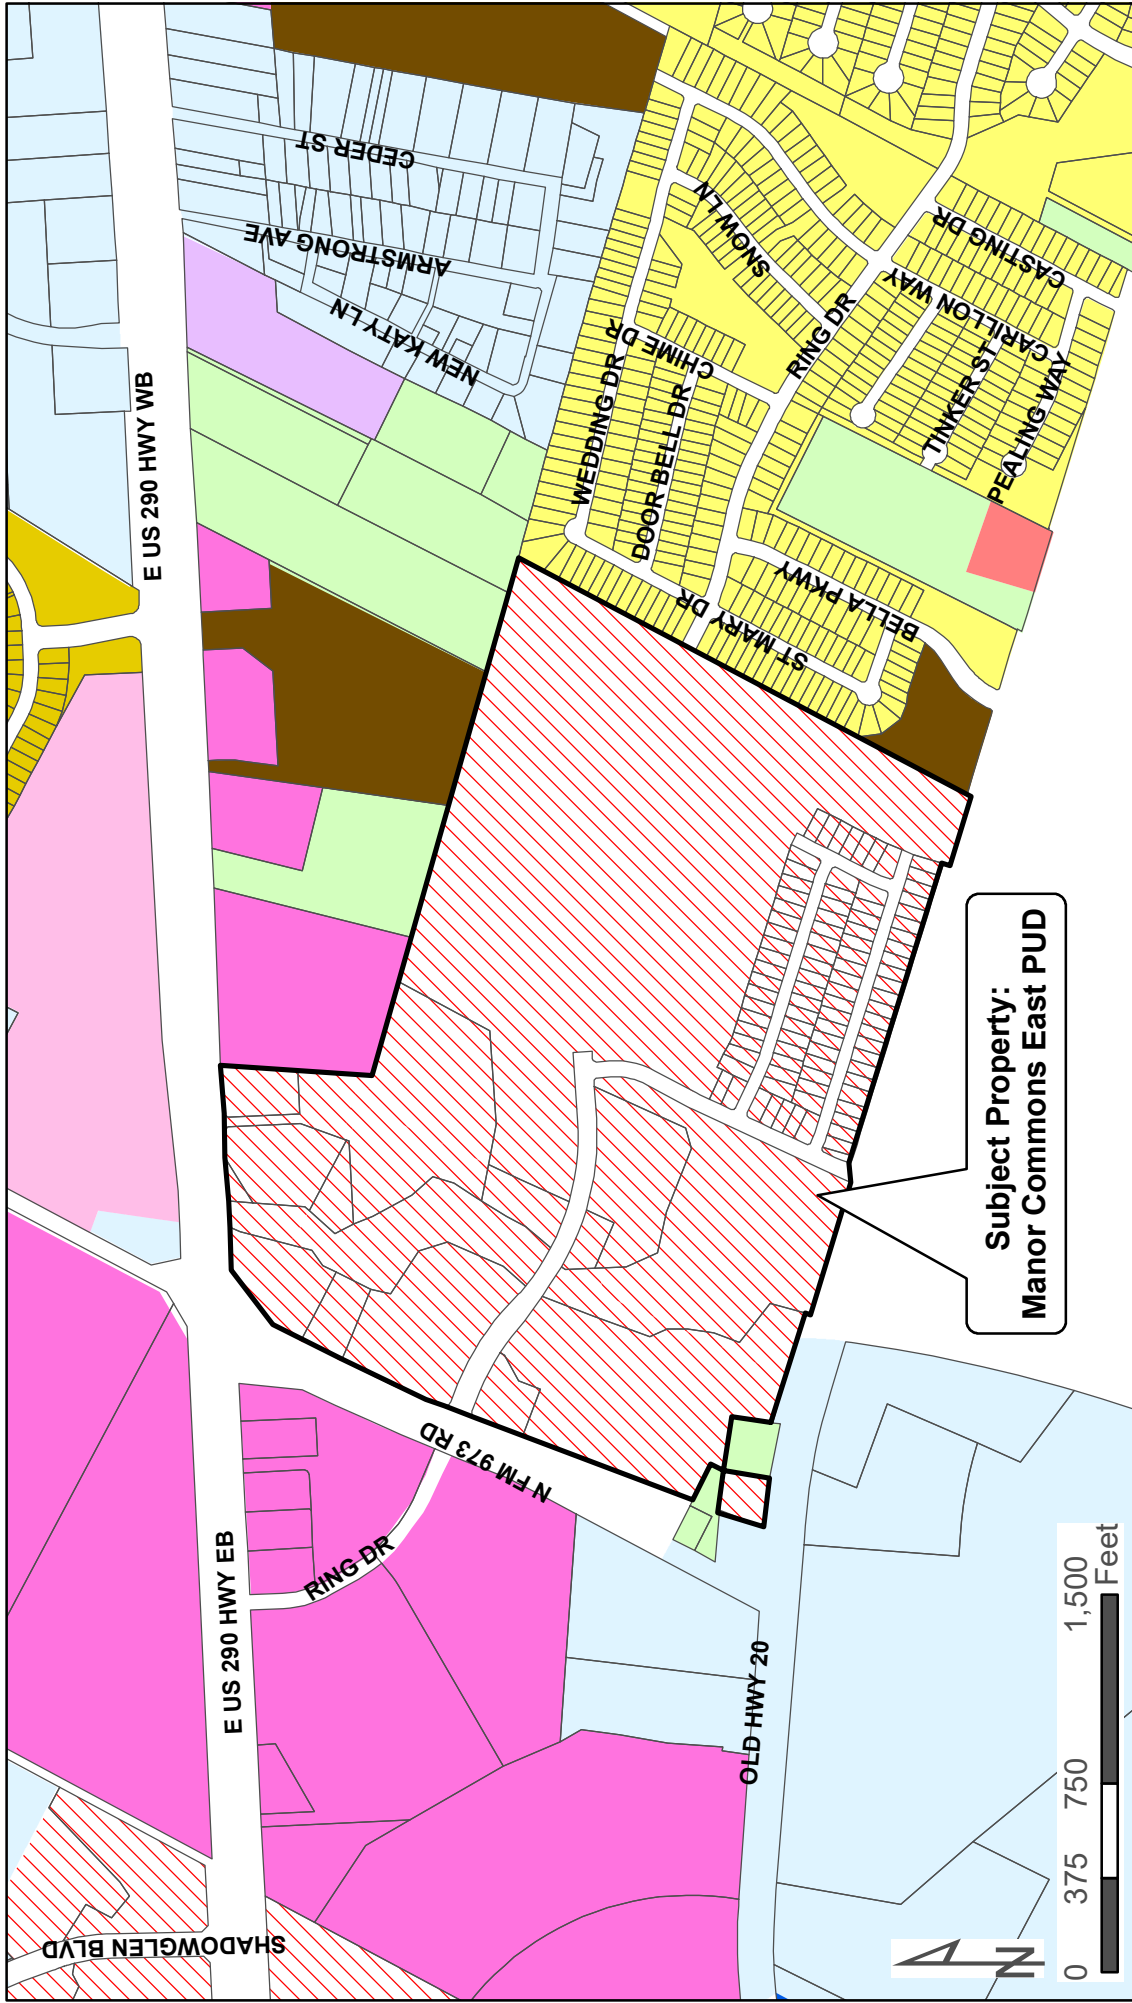 SHADOWGLEN BLVD
E US 290 HWY EB
E US 290 HWY WB
RING DR
N FM 973 RD
OLD HWY 20
CEDER ST
ARMSTRONG AVE
NEW KATY LN
WEDDING DR
CHIME DR
DOOR BELL DR
SNOW LN
RING DR
ST MARY DR
BELLA PKWY
CARILLON WAY
CASTING DR
TINKER ST
PEALING WAY
Subject Property:
Manor Commons East PUD
N
0 375 750 1,500
Feet